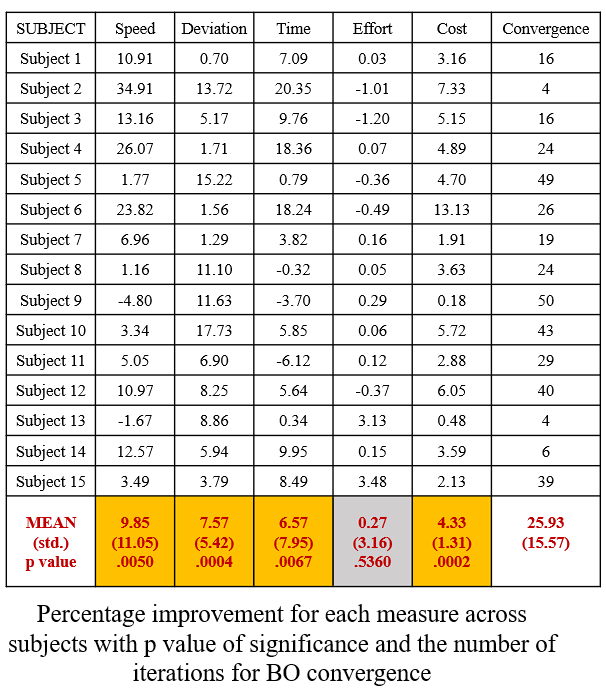 SUBJECT Speed Deviation Time Effort Cost Convergence
Subject 1 10.91 0.70 7.09 0.03 3.16 16
Subject 2 34.91 13.72 20.35 -1.01 7.33 4
Subject 3 13.16 5.17 9.76 -1.20 5.15 16
Subject 4 26.07 1.71 18.36 0.07 4.89 24
Subject 5 1.77 15.22 0.79 -0.36 4.70 49
Subject 6 23.82 1.56 18.24 -0.49 13.13 26
Subject 7 6.96 1.29 3.82 0.16 1.91 19
Subject 8 1.16 11.10 -0.32 0.05 3.63 24
Subject 9 -4.80 11.63 -3.70 0.29 0.18 50
Subject 10 3.34 17.73 5.85 0.06 5.72 43
Subject 11 5.05 6.90 -6.12 0.12 2.88 29
Subject 12 10.97 8.25 5.64 -0.37 6.05 40
Subject 13 -1.67 8.86 0.34 3.13 0.48 4
Subject 14 12.57 5.94 9.95 0.15 3.59 6
Subject 15 3.49 3.79 8.49 3.48 2.13 39
MEAN 9.85 7.57 6.57 0.27 4.33 25.93
(std.) (11.05) (5.42) (7.95) (3.16) (1.31) (15.57)
p value .0050 .0004 .0067 .5360 .0002
Percentage improvement for each measure across
subjects with p value of significance and the number of
iterations for BO convergence